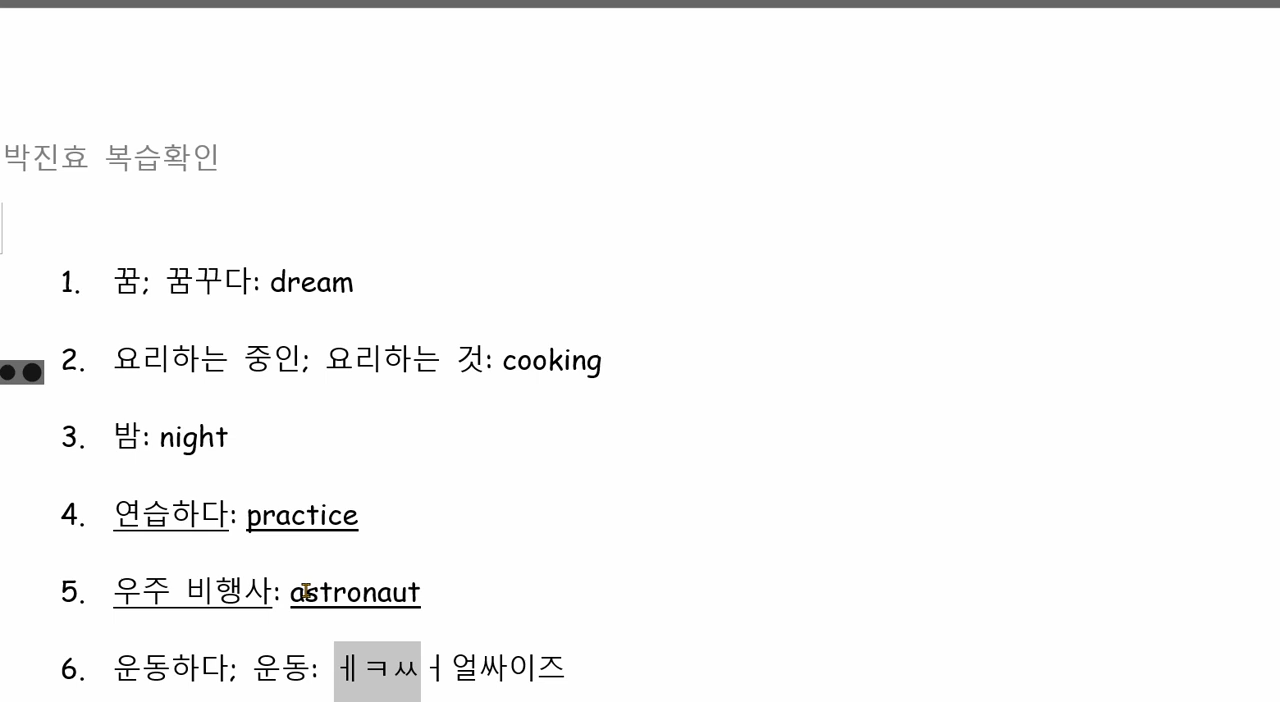 박진효 복습확인
1. 꿈; 꿈꾸다: dream
2. 요리하는 중인; 요리하는 것: cooking
3. 밤: night
4. 연습하다: practice
5. 우주 비행사: astronaut
6. 운동하다; 운동: ㅔㅋㅆㅓ얼싸이즈